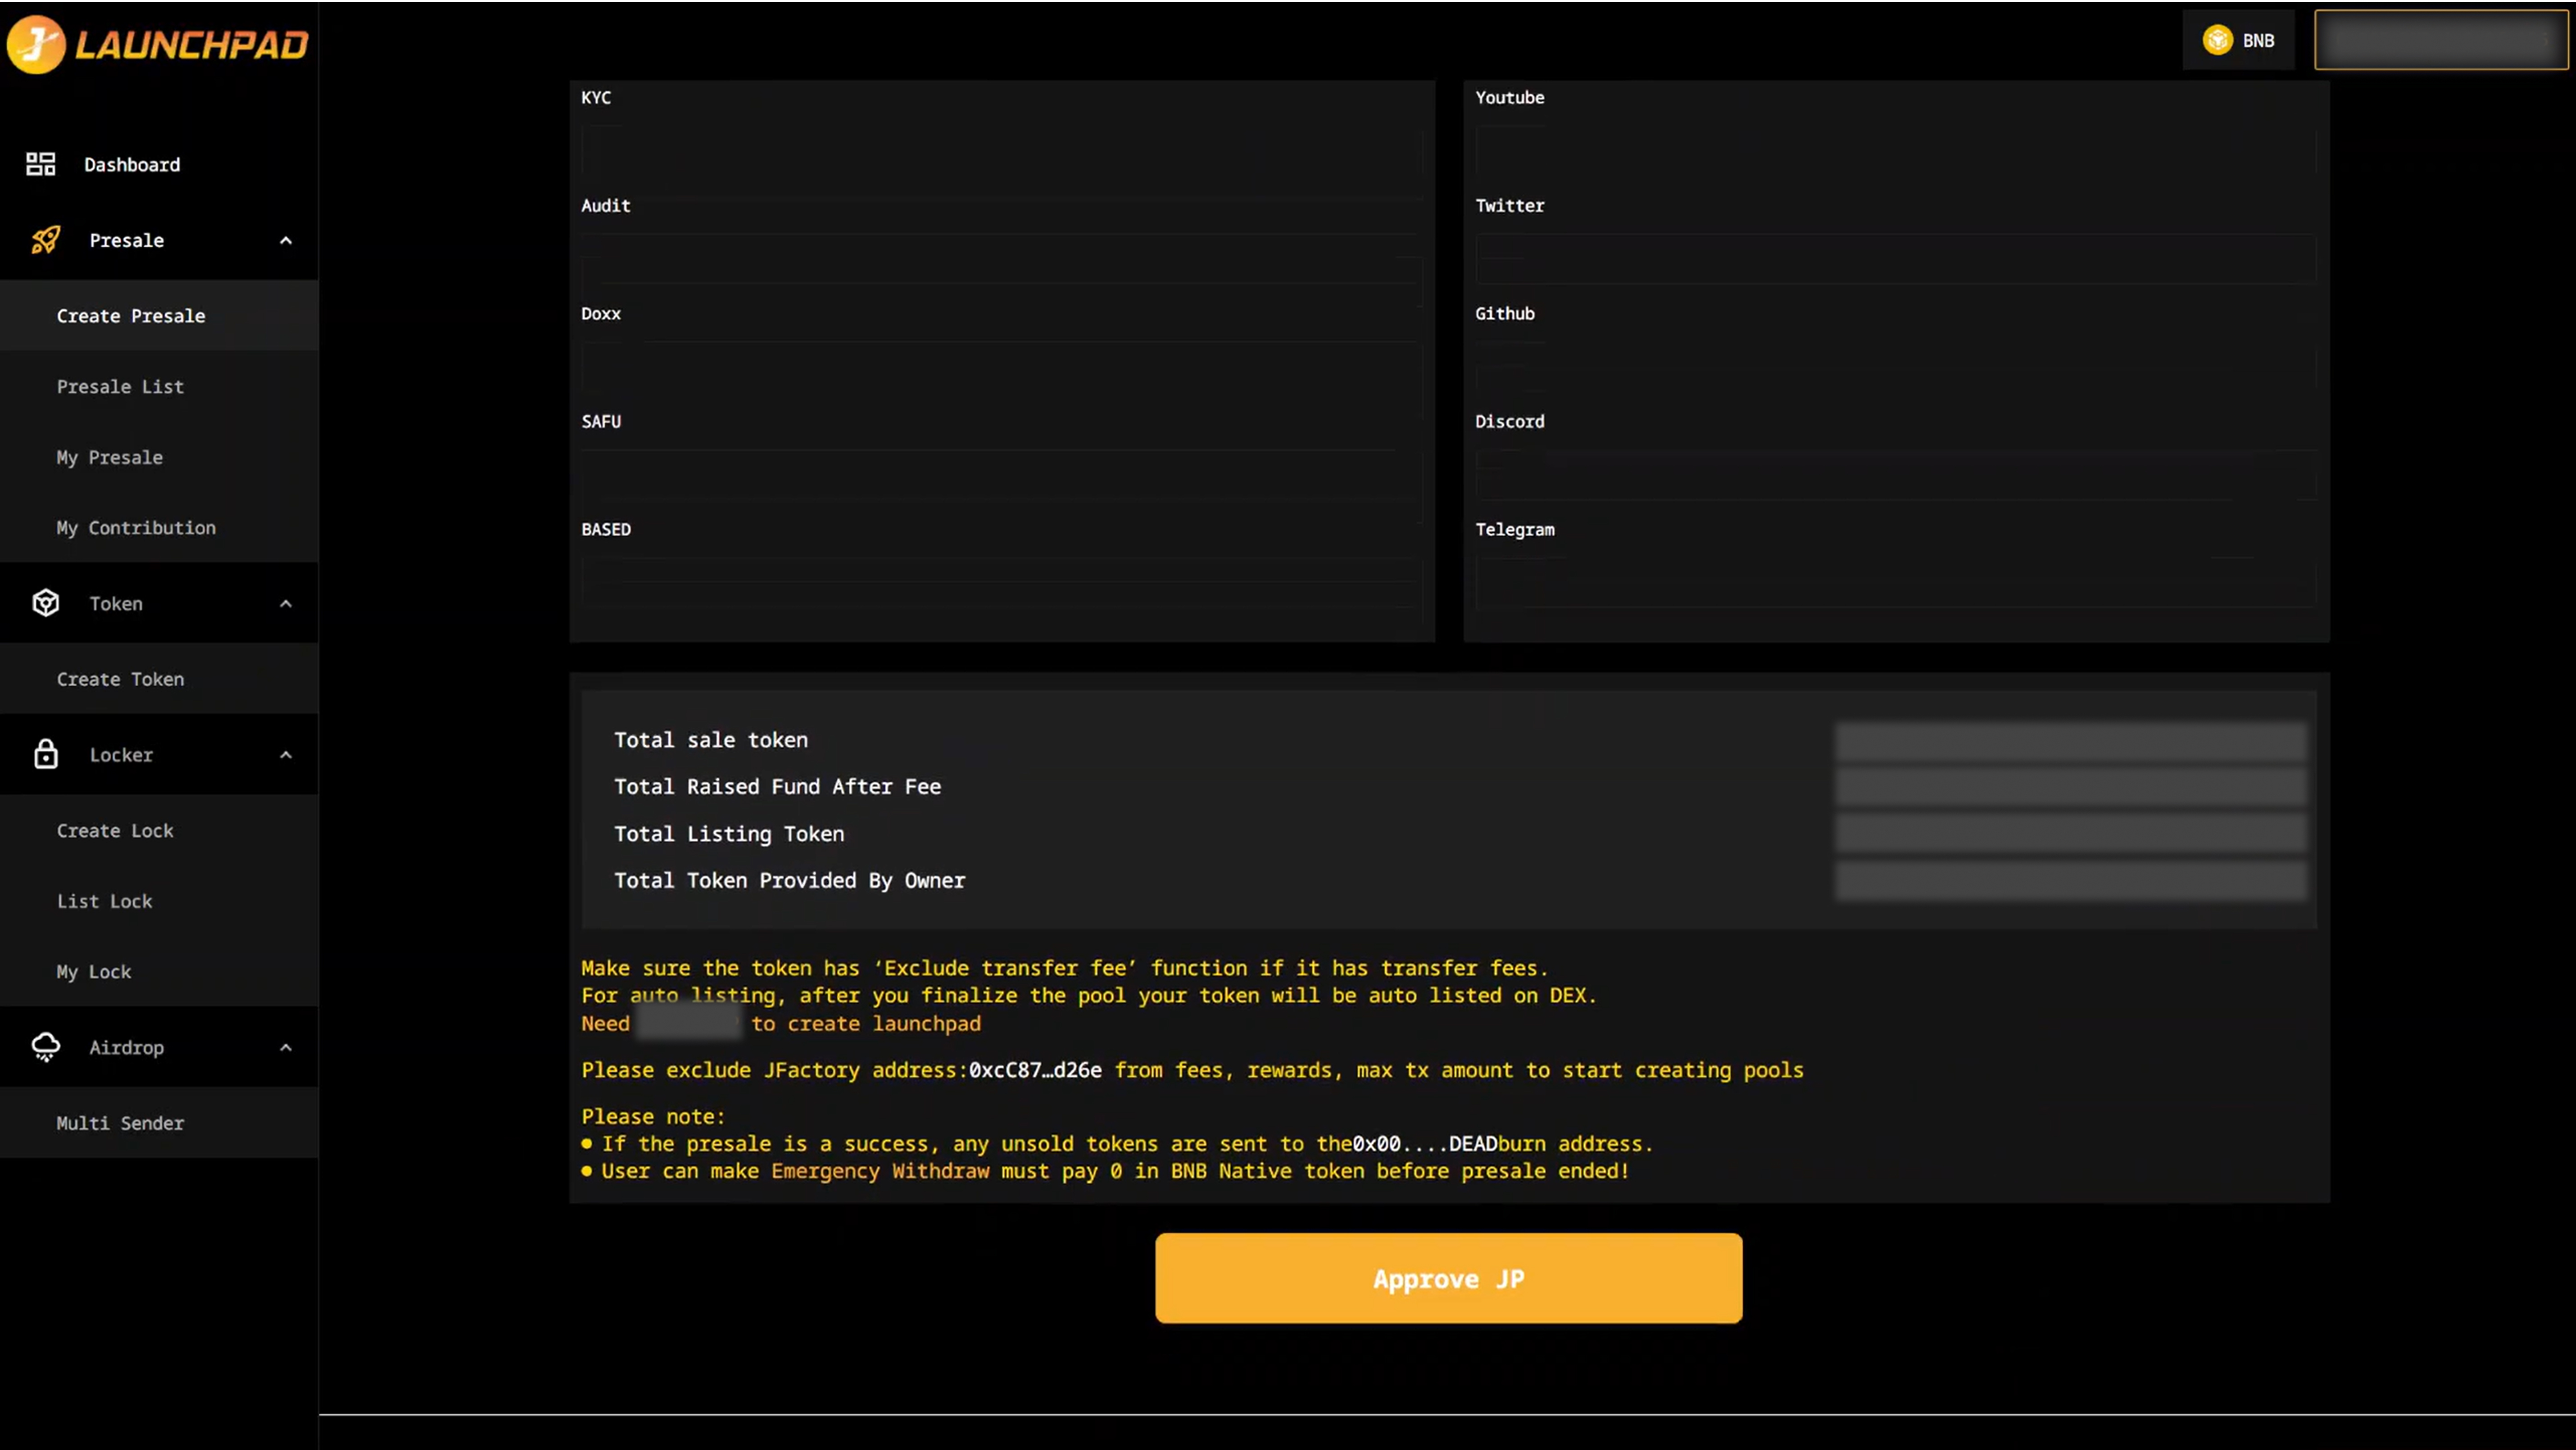 LAUNCHPAD
BNB
Dashboard
Presale
Create Presale
Presale List
My Presale
My Contribution
Token
Create Token
Locker
Create Lock
List Lock
My Lock
Airdrop
Multi Sender
KYC
Audit
Doxx
SAFU
BASED
Youtube
Twitter
Github
Discord
Telegram
Total sale token
Total Raised Fund After Fee
Total Listing Token
Total Token Provided By Owner
Make sure the token has ‘Exclude transfer fee’ function if it has transfer fees.
For auto listing, after you finalize the pool your token will be auto listed on DEX.
Need to create launchpad
Please exclude JFactory address:0xcC87…d26e from fees, rewards, max tx amount to start creating pools
Please note:
● If the presale is a success, any unsold tokens are sent to the0x00....DEADburn address.
● User can make Emergency Withdraw must pay 0 in BNB Native token before presale ended!
Approve JP